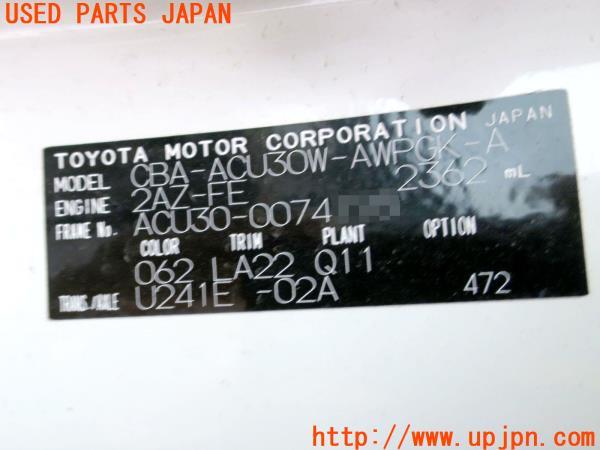 USED PARTS JAPAN
TOYOTA MOTOR CORPORATION JAPAN
MODEL CBA-ACU30W-AWPGK-A
ENGINE 2AZ-FE 2362 mL
FRAME No. ACU30-0074
COLOR TRIM PLANT OPTION
062 LA22 Q11
TRANS./AXLE U241E -02A 472
http://www.upjpn.com/